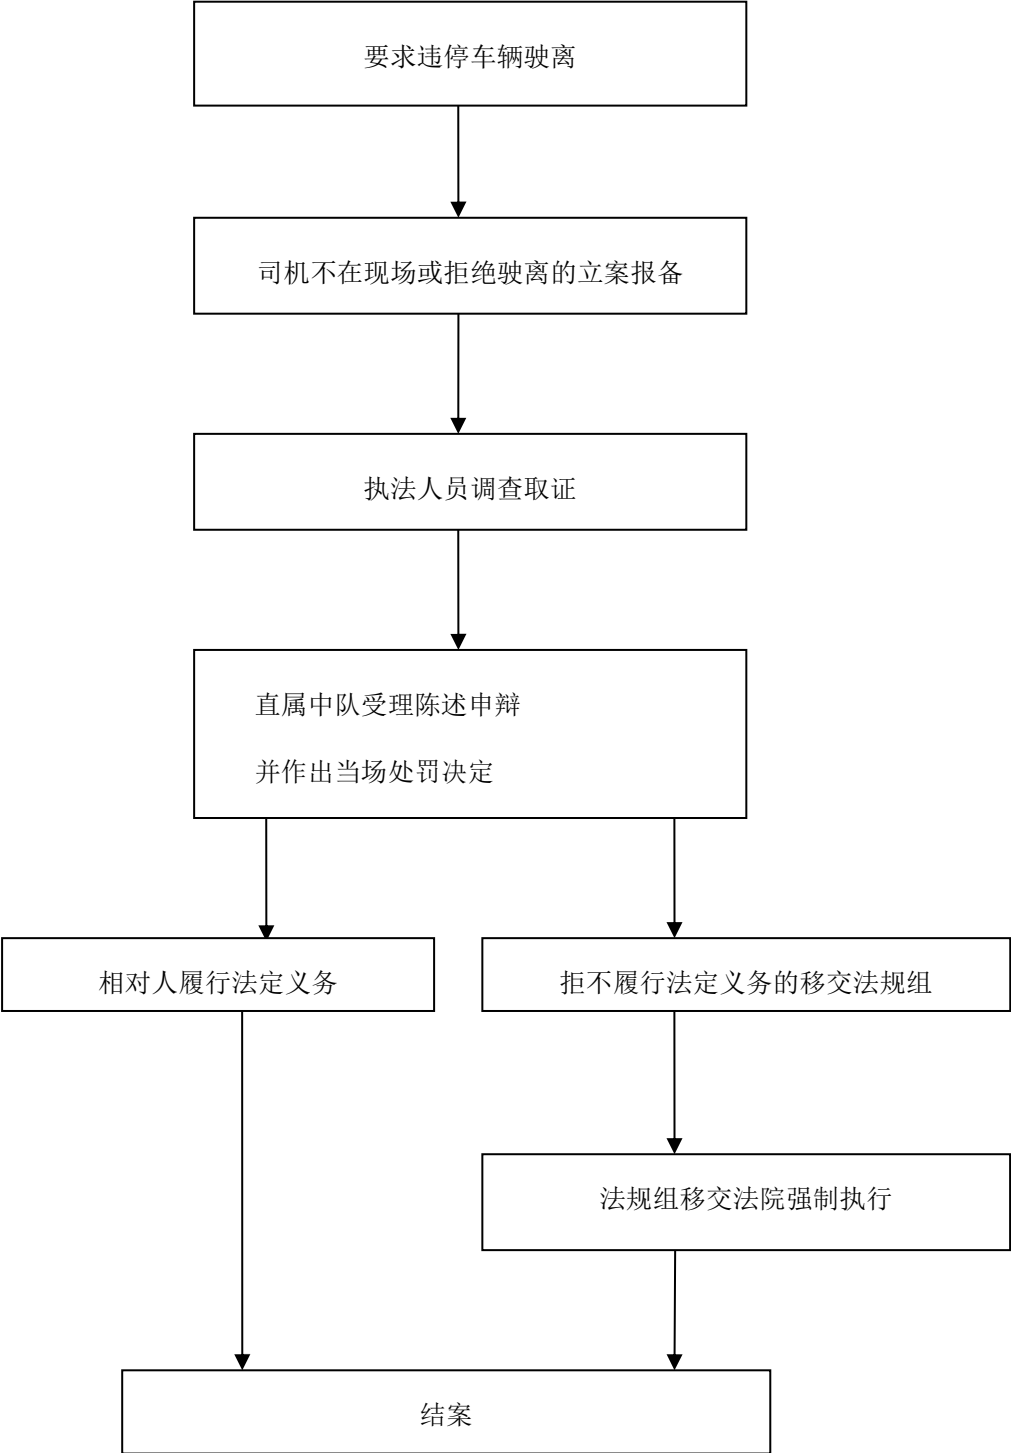 要求违停车辆驶离
司机不在现场或拒绝驶离的立案报备
执法人员调查取证
直属中队受理陈述申辩
并作出当场处罚决定
相对人履行法定义务
拒不履行法定义务的移交法规组
法规组移交法院强制执行
结案